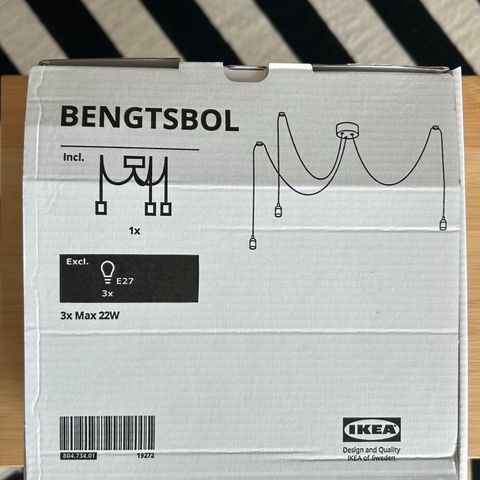 BENGTSBOL
Incl.
1x
Excl.
E27
3x
3x Max 22W
804.734.01 19272
IKEA
Design and Quality
IKEA of Sweden